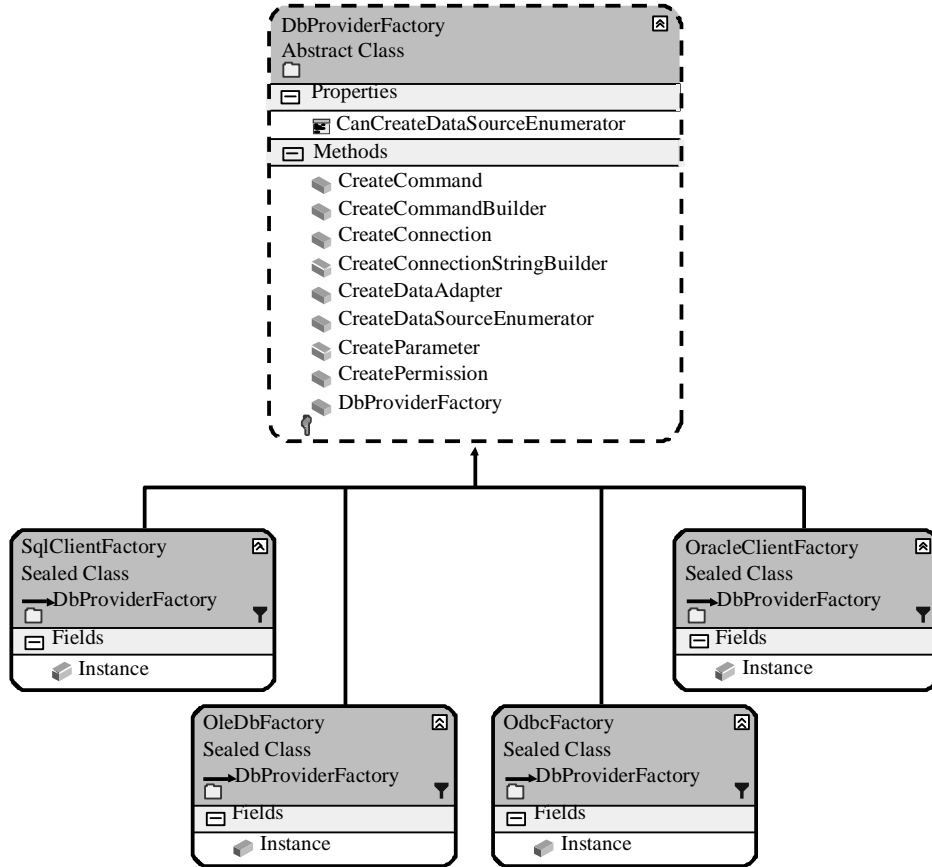 DbProviderFactory
Abstract Class
Properties
CanCreateDataSourceEnumerator
Methods
CreateCommand
CreateCommandBuilder
CreateConnection
CreateConnectionStringBuilder
CreateDataAdapter
CreateDataSourceEnumerator
CreateParameter
CreatePermission
DbProviderFactory
SqlClientFactory
Sealed Class
DbProviderFactory
Fields
Instance
OracleClientFactory
Sealed Class
DbProviderFactory
Fields
Instance
OleDbFactory
Sealed Class
DbProviderFactory
Fields
Instance
OdbcFactory
Sealed Class
DbProviderFactory
Fields
Instance